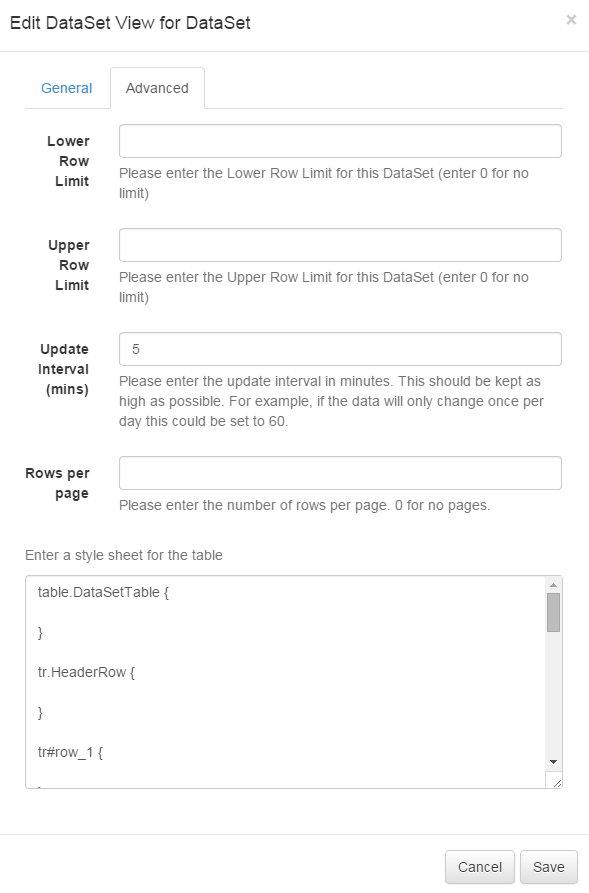 Edit DataSet View for DataSet
×
General
Advanced
Lower
Row
Limit
Please enter the Lower Row Limit for this DataSet (enter 0 for no
limit)
Upper
Row
Limit
Please enter the Upper Row Limit for this DataSet (enter 0 for no
limit)
Update
Interval
(mins)
5
Please enter the update interval in minutes. This should be kept as
high as possible. For example, if the data will only change once per
day this could be set to 60.
Rows per
page
Please enter the number of rows per page. 0 for no pages.
Enter a style sheet for the table
table.DataSetTable {
}
tr.HeaderRow {
}
tr#row_1 {
Cancel
Save